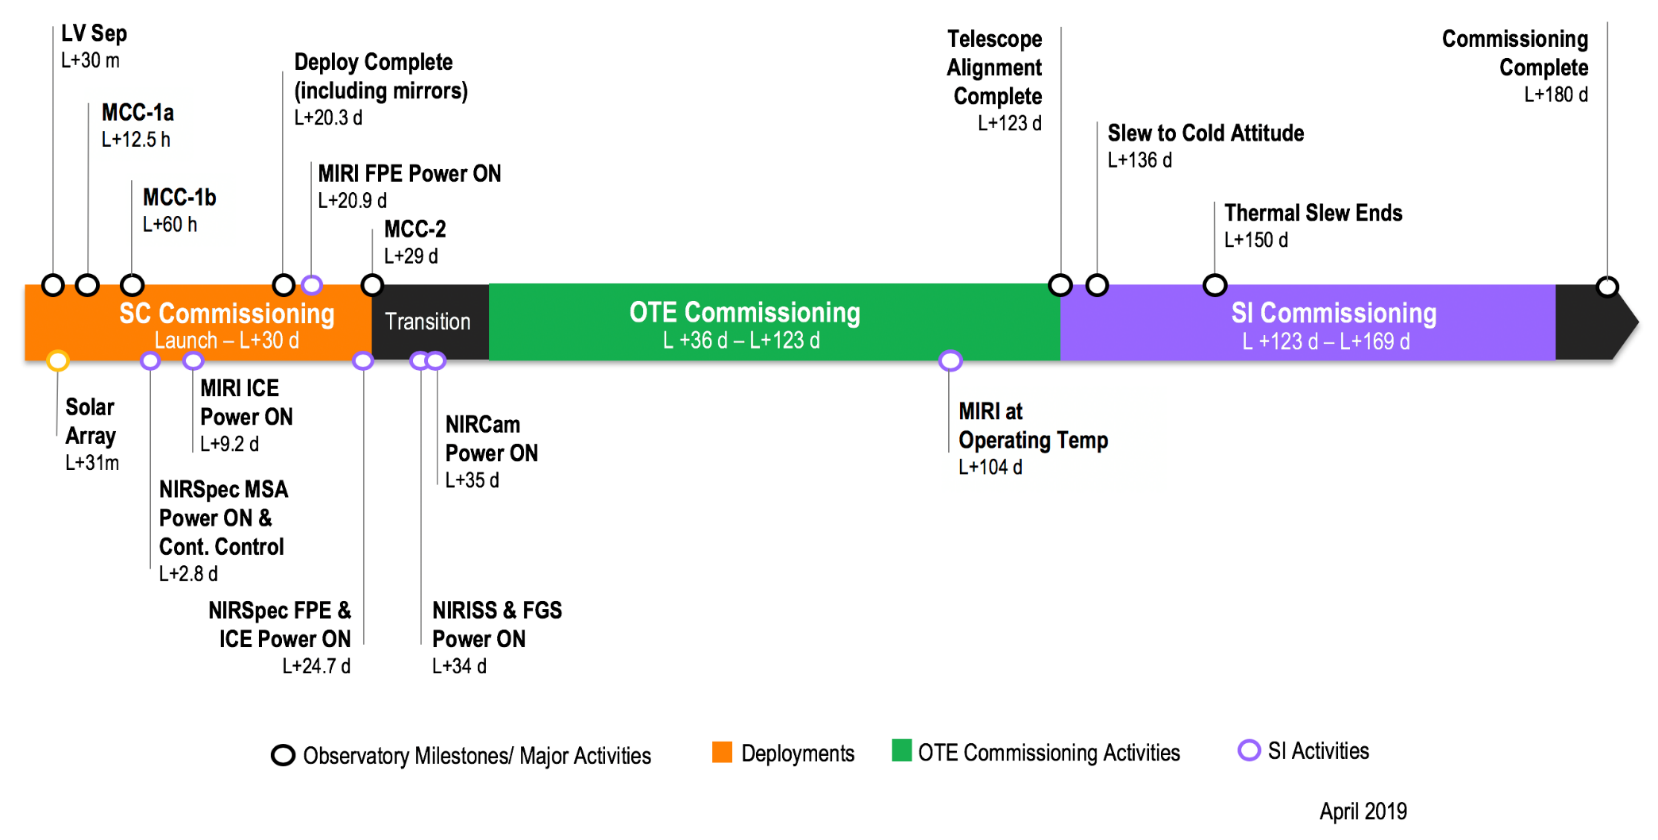 LV Sep
L+30 m
MCC-1a
L+12.5 h
MCC-1b
L+60 h
Deploy Complete
(including mirrors)
L+20.3 d
MIRI FPE Power ON
L+20.9 d
MCC-2
L+29 d
Telescope
Alignment
Complete
L+123 d
Slew to Cold Attitude
L+136 d
Thermal Slew Ends
L+150 d
Commissioning
Complete
L+180 d
SC Commissioning
Launch – L+30 d
Transition
OTE Commissioning
L +36 d – L+123 d
SI Commissioning
L +123 d – L+169 d
Solar
Array
L+31m
NIRSpec MSA
Power ON &
Cont. Control
L+2.8 d
MIRI ICE
Power ON
L+9.2 d
NIRSpec FPE &
ICE Power ON
L+24.7 d
NIRISS & FGS
Power ON
L+34 d
NIRCam
Power ON
L+35 d
MIRI at
Operating Temp
L+104 d
Observatory Milestones/ Major Activities
Deployments
OTE Commissioning Activities
SI Activities
April 2019